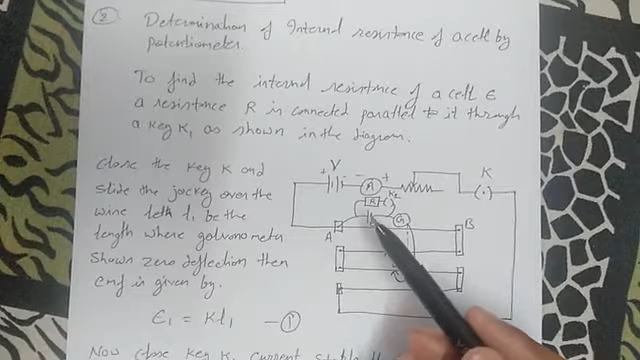 ② Determination of Internal resistance of a cell by
potentiometer.
To find the internal resistance of a cell ε
a resistance R is connected parallel to it through
a key K₁ as shown in the diagram.
Close the key K and
slide the jockey over the
wire let l₁ be the
length where galvanometer
shown zero deflection then
emf is given by.
ε₁ = Kl₁ — ①
Now close key K₁ current
V
+ -
A
+
K
R
G
A
B